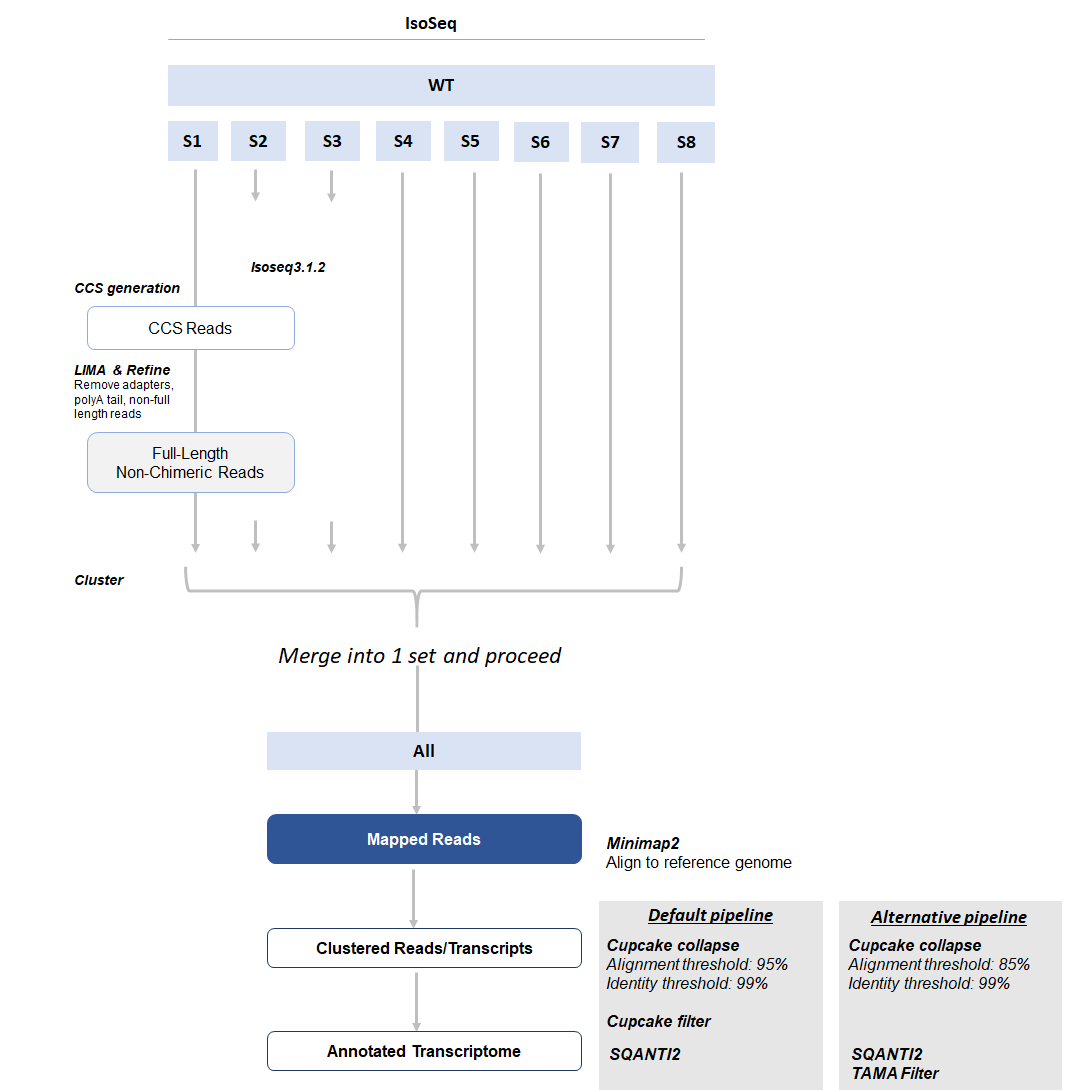 IsoSeq
WT
S1 S2 S3 S4 S5 S6 S7 S8
Isoseq3.1.2
CCS generation
CCS Reads
LIMA & Refine
Remove adapters,
polyA tail, non-full
length reads
Full-Length
Non-Chimeric Reads
Cluster
Merge into 1 set and proceed
All
Mapped Reads
Minimap2
Align to reference genome
Clustered Reads/Transcripts
Annotated Transcriptome
Default pipeline
Cupcake collapse
Alignment threshold: 95%
Identity threshold: 99%
Cupcake filter
SQANTI2
Alternative pipeline
Cupcake collapse
Alignment threshold: 85%
Identity threshold: 99%
SQANTI2
TAMA Filter